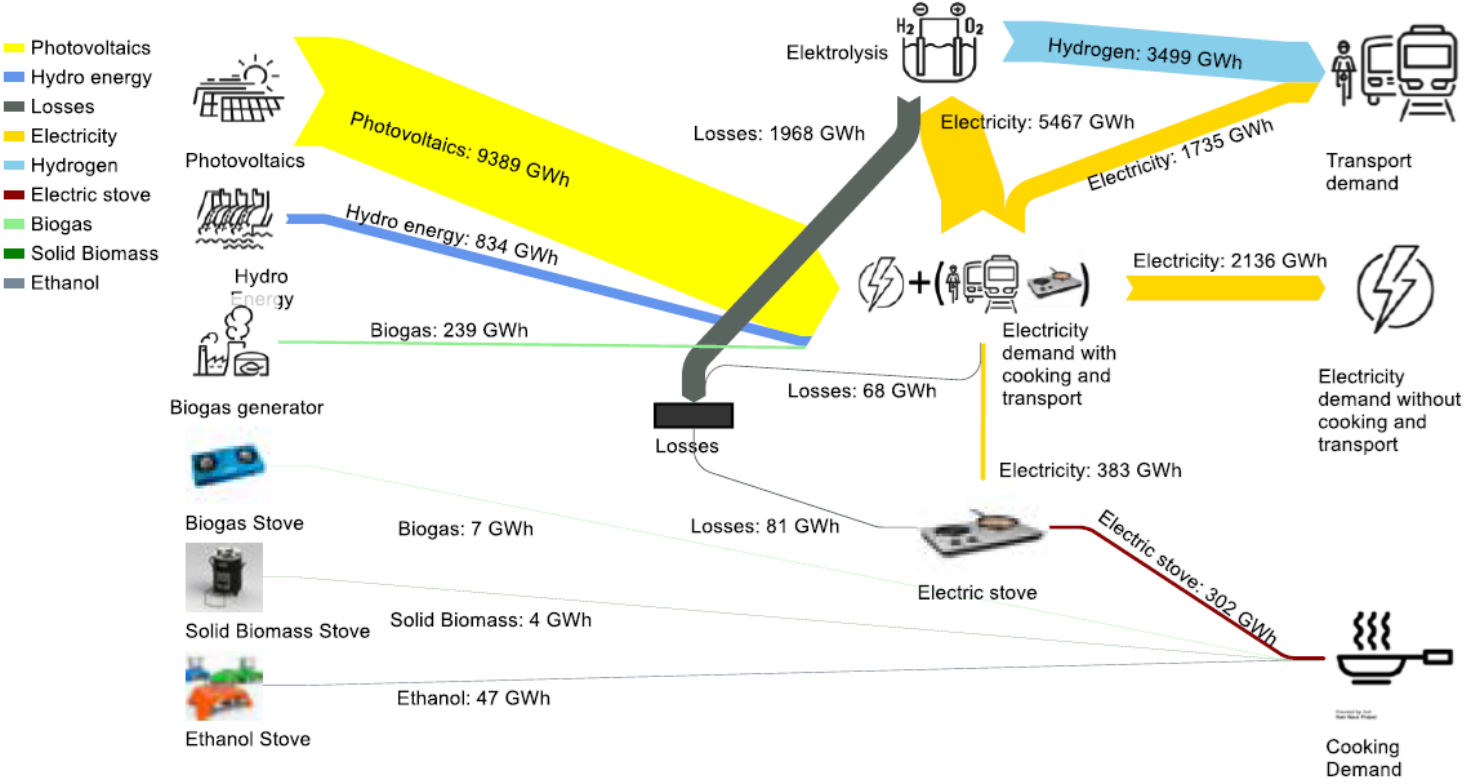 Photovoltaics
Hydro energy
Losses
Electricity
Hydrogen
Electric stove
Biogas
Solid Biomass
Ethanol
Photovoltaics
Hydro
Energy
Biogas generator
Biogas Stove
Solid Biomass Stove
Ethanol Stove
Photovoltaics: 9389 GWh
Hydro energy: 834 GWh
Biogas: 239 GWh
Biogas: 7 GWh
Solid Biomass: 4 GWh
Ethanol: 47 GWh
Elektrolysis
H2
O2
Losses: 1968 GWh
Electricity: 5467 GWh
Hydrogen: 3499 GWh
Electricity: 1735 GWh
Transport
demand
+
(
)
Electricity
demand with
cooking and
transport
Electricity: 2136 GWh
Electricity
demand without
cooking and
transport
Losses: 68 GWh
Losses
Electricity: 383 GWh
Losses: 81 GWh
Electric stove
Electric stove: 302 GWh
Cooking
Demand